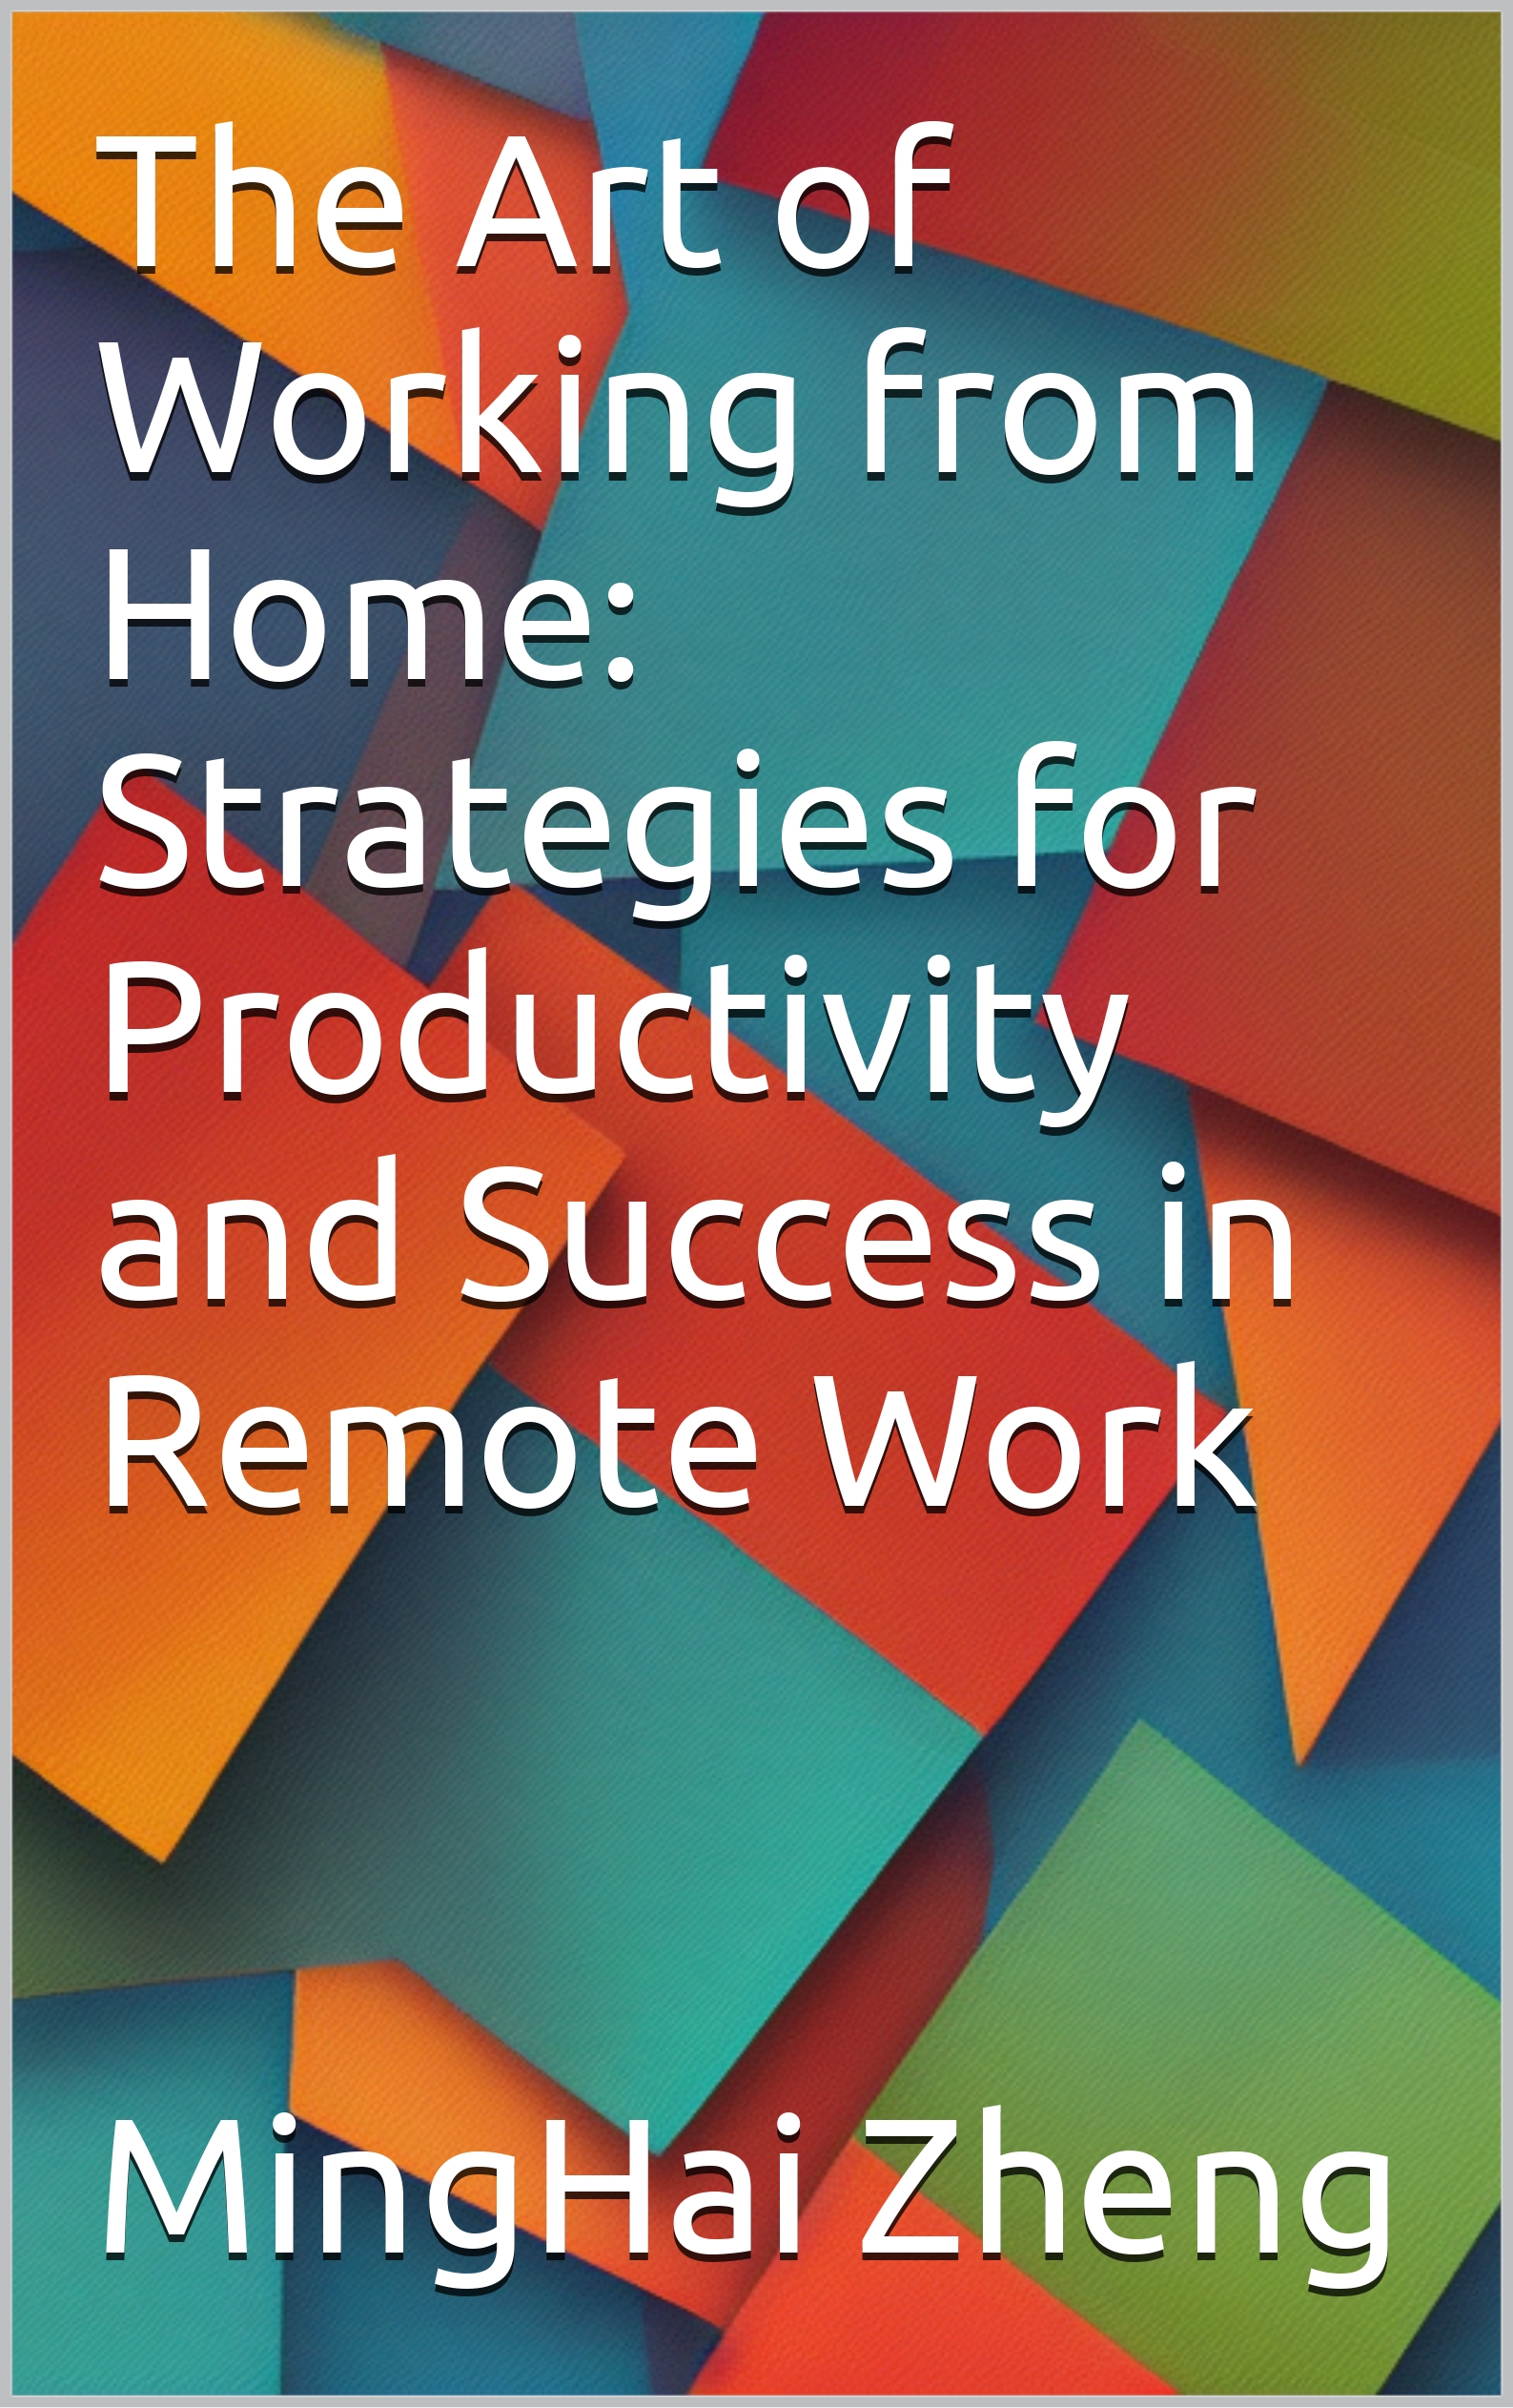 The Art of
Working from
Home:
Strategies for
Productivity
and Success in
Remote Work
MingHai Zheng